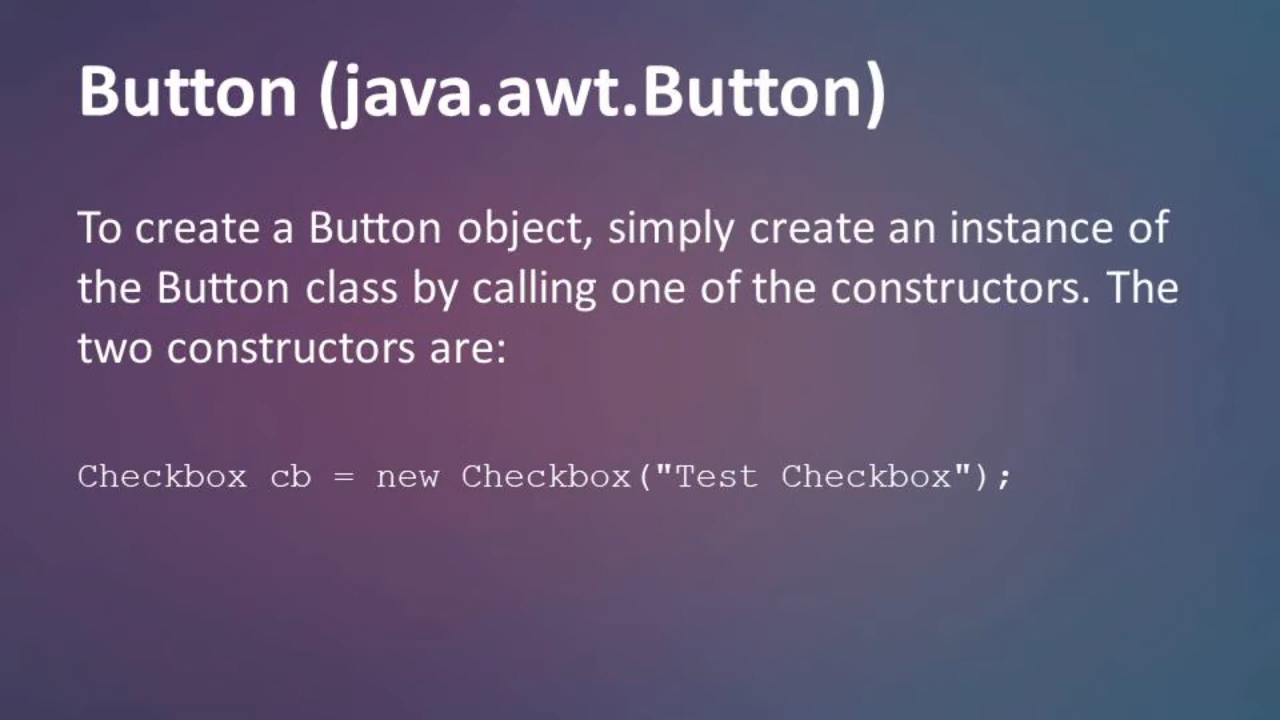 Button (java.awt.Button)
To create a Button object, simply create an instance of
the Button class by calling one of the constructors. The
two constructors are:
Checkbox cb = new Checkbox("Test Checkbox");